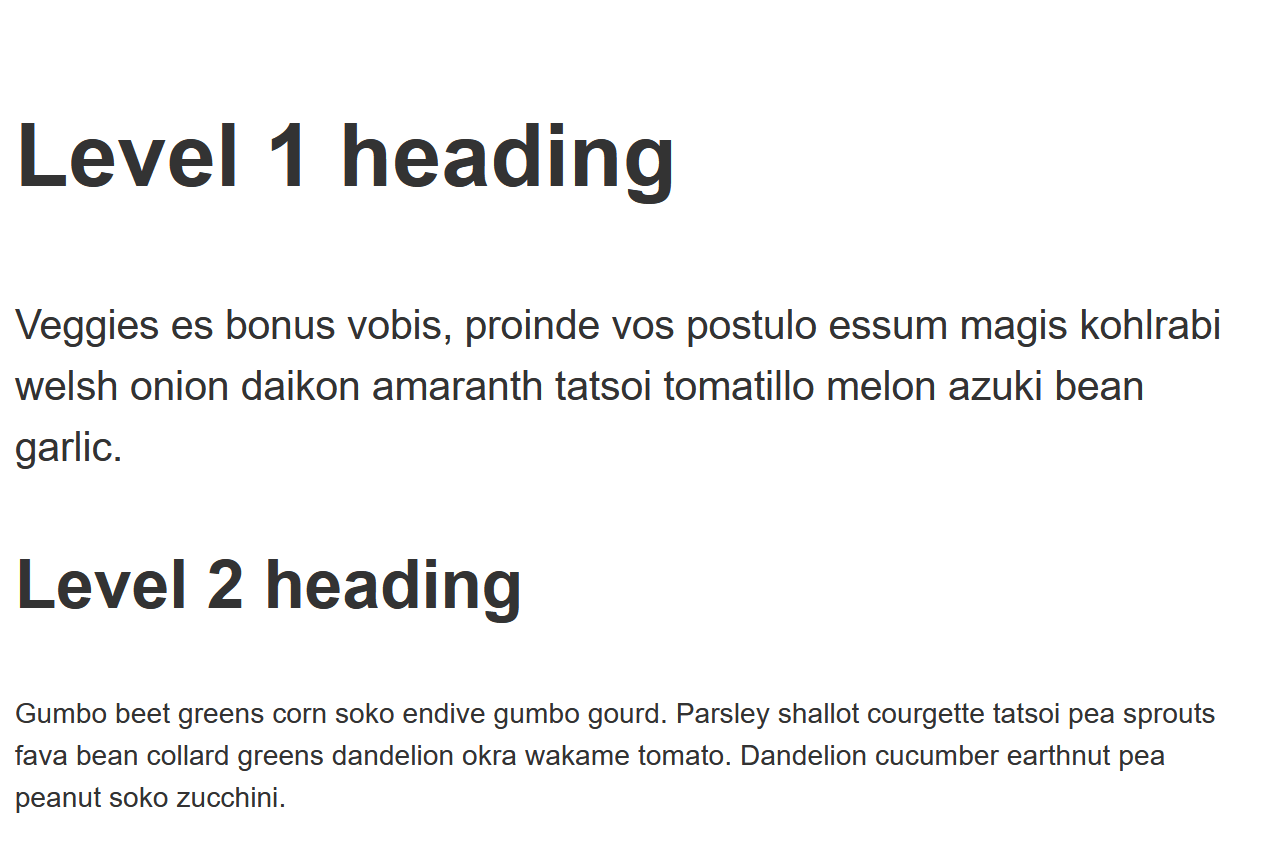 Level 1 heading
Veggies es bonus vobis, proinde vos postulo essum magis kohlrabi
welsh onion daikon amaranth tatsoi tomatillo melon azuki bean
garlic.
Level 2 heading
Gumbo beet greens corn soko endive gumbo gourd. Parsley shallot courgette tatsoi pea sprouts
fava bean collard greens dandelion okra wakame tomato. Dandelion cucumber earthnut pea
peanut soko zucchini.